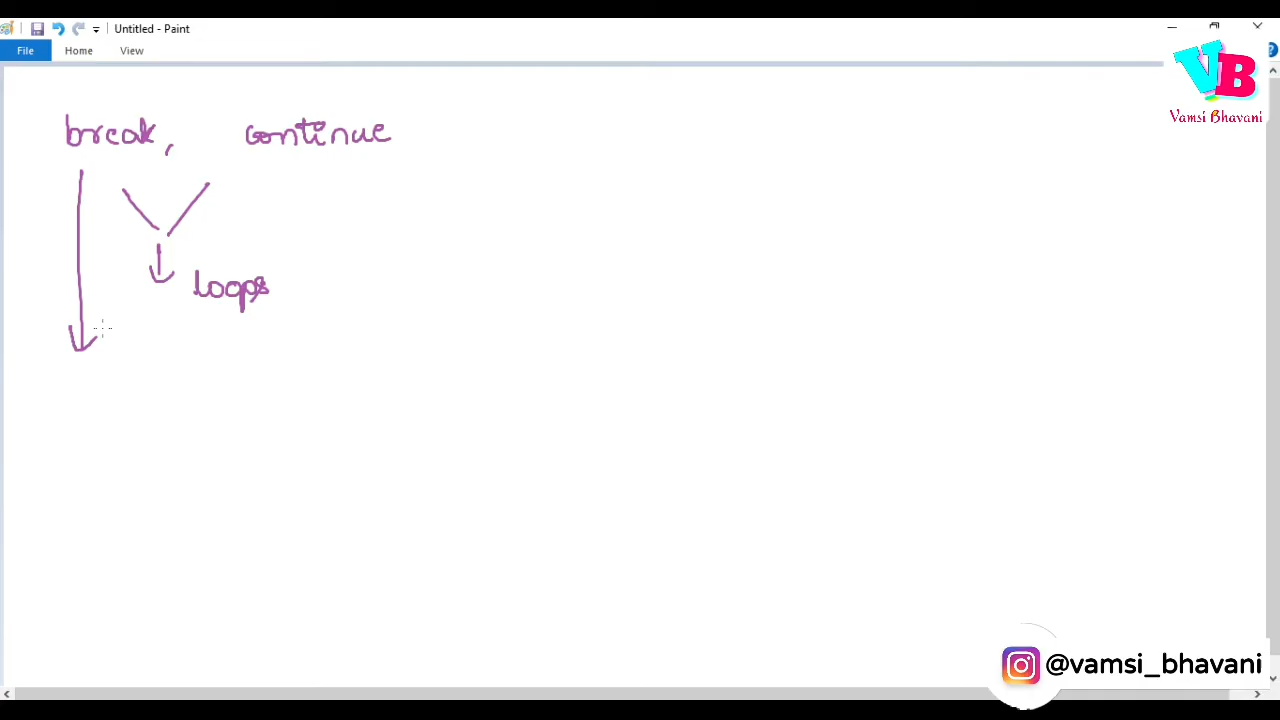 Untitled - Paint
File Home View
VB
Vamsi Bhavani
break, continue
loops
@vamsi_bhavani